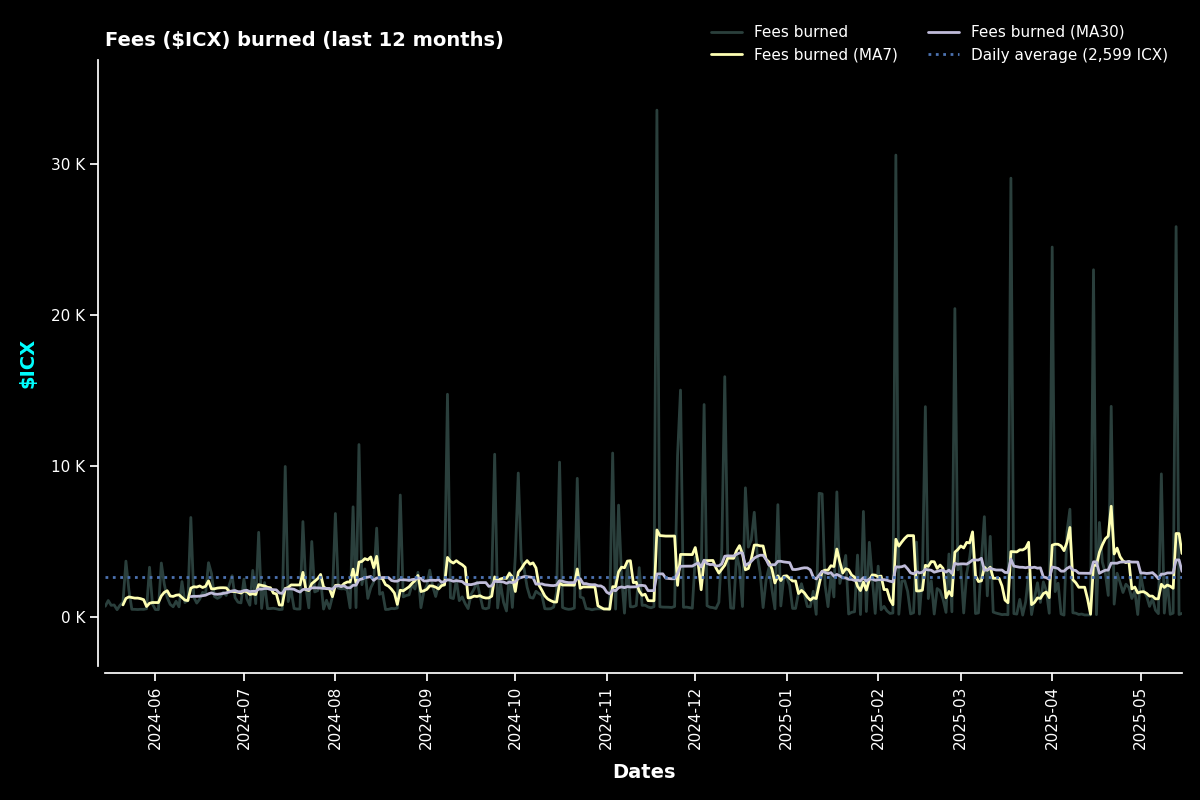 Fees ($ICX) burned (last 12 months)
Fees burned
Fees burned (MA7)
Fees burned (MA30)
Daily average (2,599 ICX)
$ICX
30 K
20 K
10 K
0 K
2024-06
2024-07
2024-08
2024-09
2024-10
2024-11
2024-12
2025-01
2025-02
2025-03
2025-04
2025-05
Dates